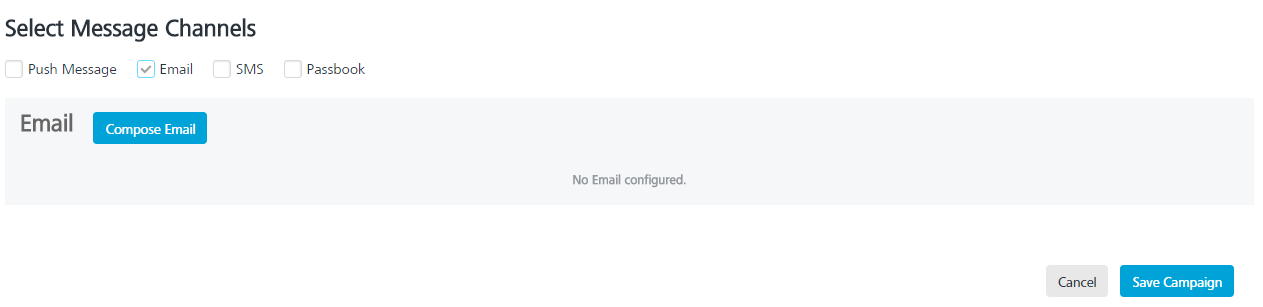 Select Message Channels
Push Message Email SMS Passbook
Email Compose Email
No Email configured.
Cancel Save Campaign